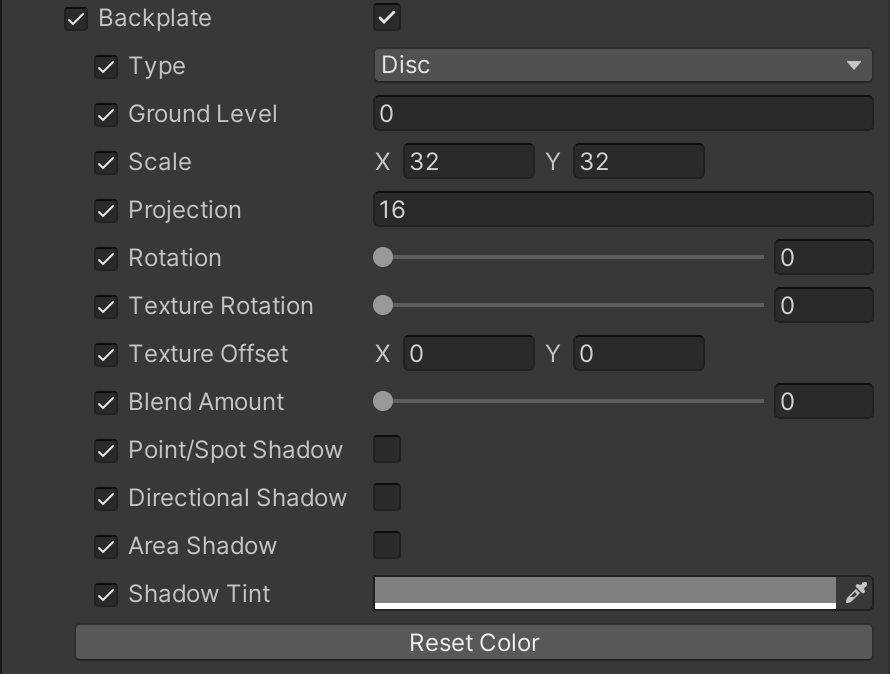 Backplate
Type Disc
Ground Level 0
Scale X 32 Y 32
Projection 16
Rotation 0
Texture Rotation 0
Texture Offset X 0 Y 0
Blend Amount 0
Point/Spot Shadow
Directional Shadow
Area Shadow
Shadow Tint
Reset Color